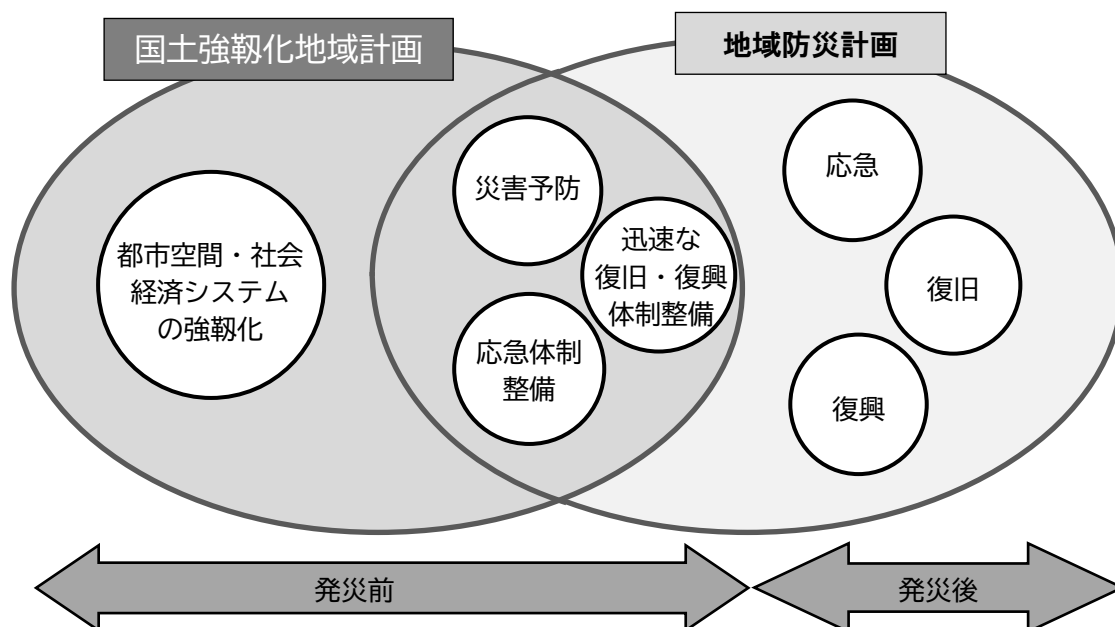 国土強靱化地域計画
地域防災計画
都市空間・社会
経済システム
の強靱化
災害予防
迅速な
復旧・復興
体制整備
応急体制
整備
応急
復旧
復興
発災前
発災後